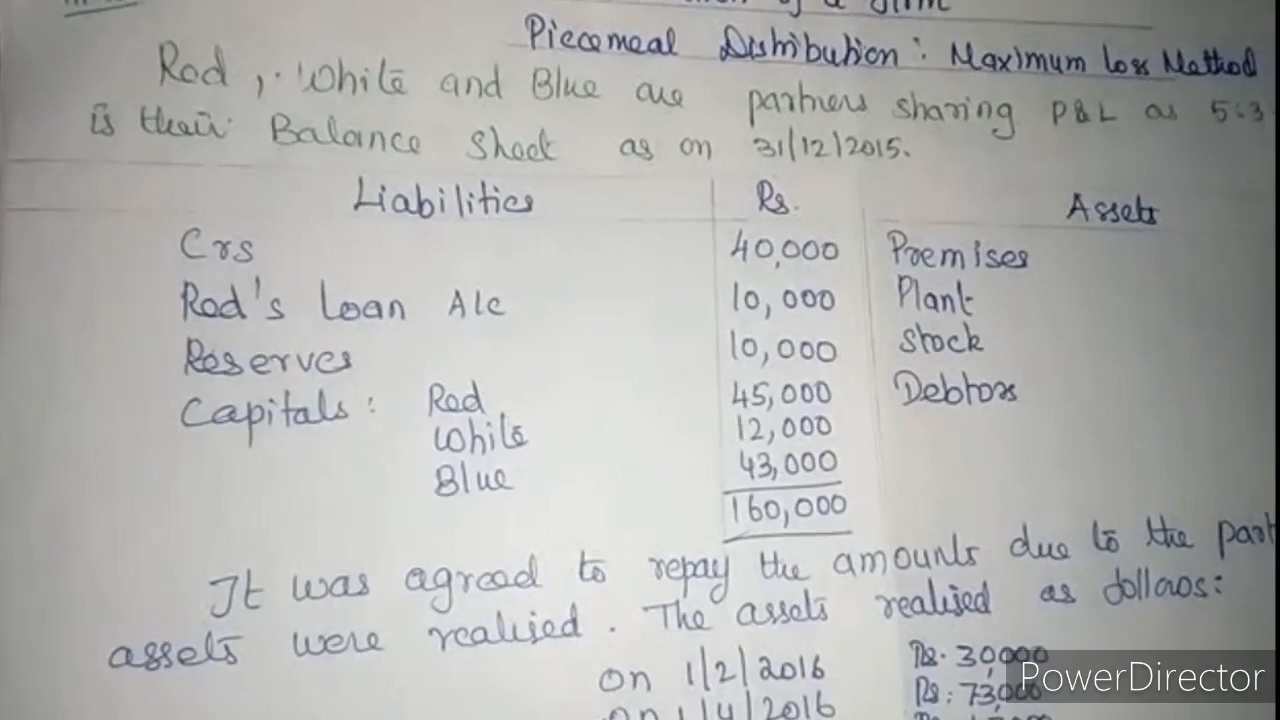 of a firm
Piecemeal Distribution : Maximum Loss Method
Red, White and Blue are partners sharing P&L as 5:3
is their Balance Sheet as on 31/12/2015.
Liabilities Rs. Assets
Crs 40,000 Premises
Red's Loan A/c 10,000 Plant
Reserves 10,000 Stock
Capitals : Red 45,000 Debtors
White 12,000
Blue 43,000
160,000
It was agreed to repay the amounts due to the part
assets were realised. The assets realised as follows:
on 1/2/2016 Rs. 30,000
on 1/4/2016 Rs. 73,000
PowerDirector